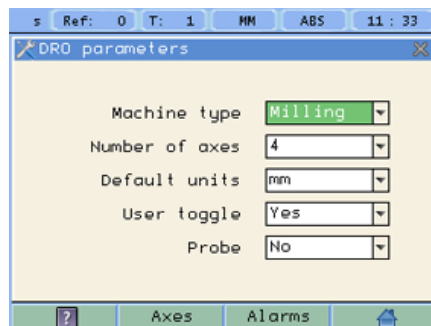 s Ref: 0 T: 1 MM ABS 11 : 33
DRO parameters
Machine type Milling
Number of axes 4
Default units mm
User toggle Yes
Probe No
? Axes Alarms